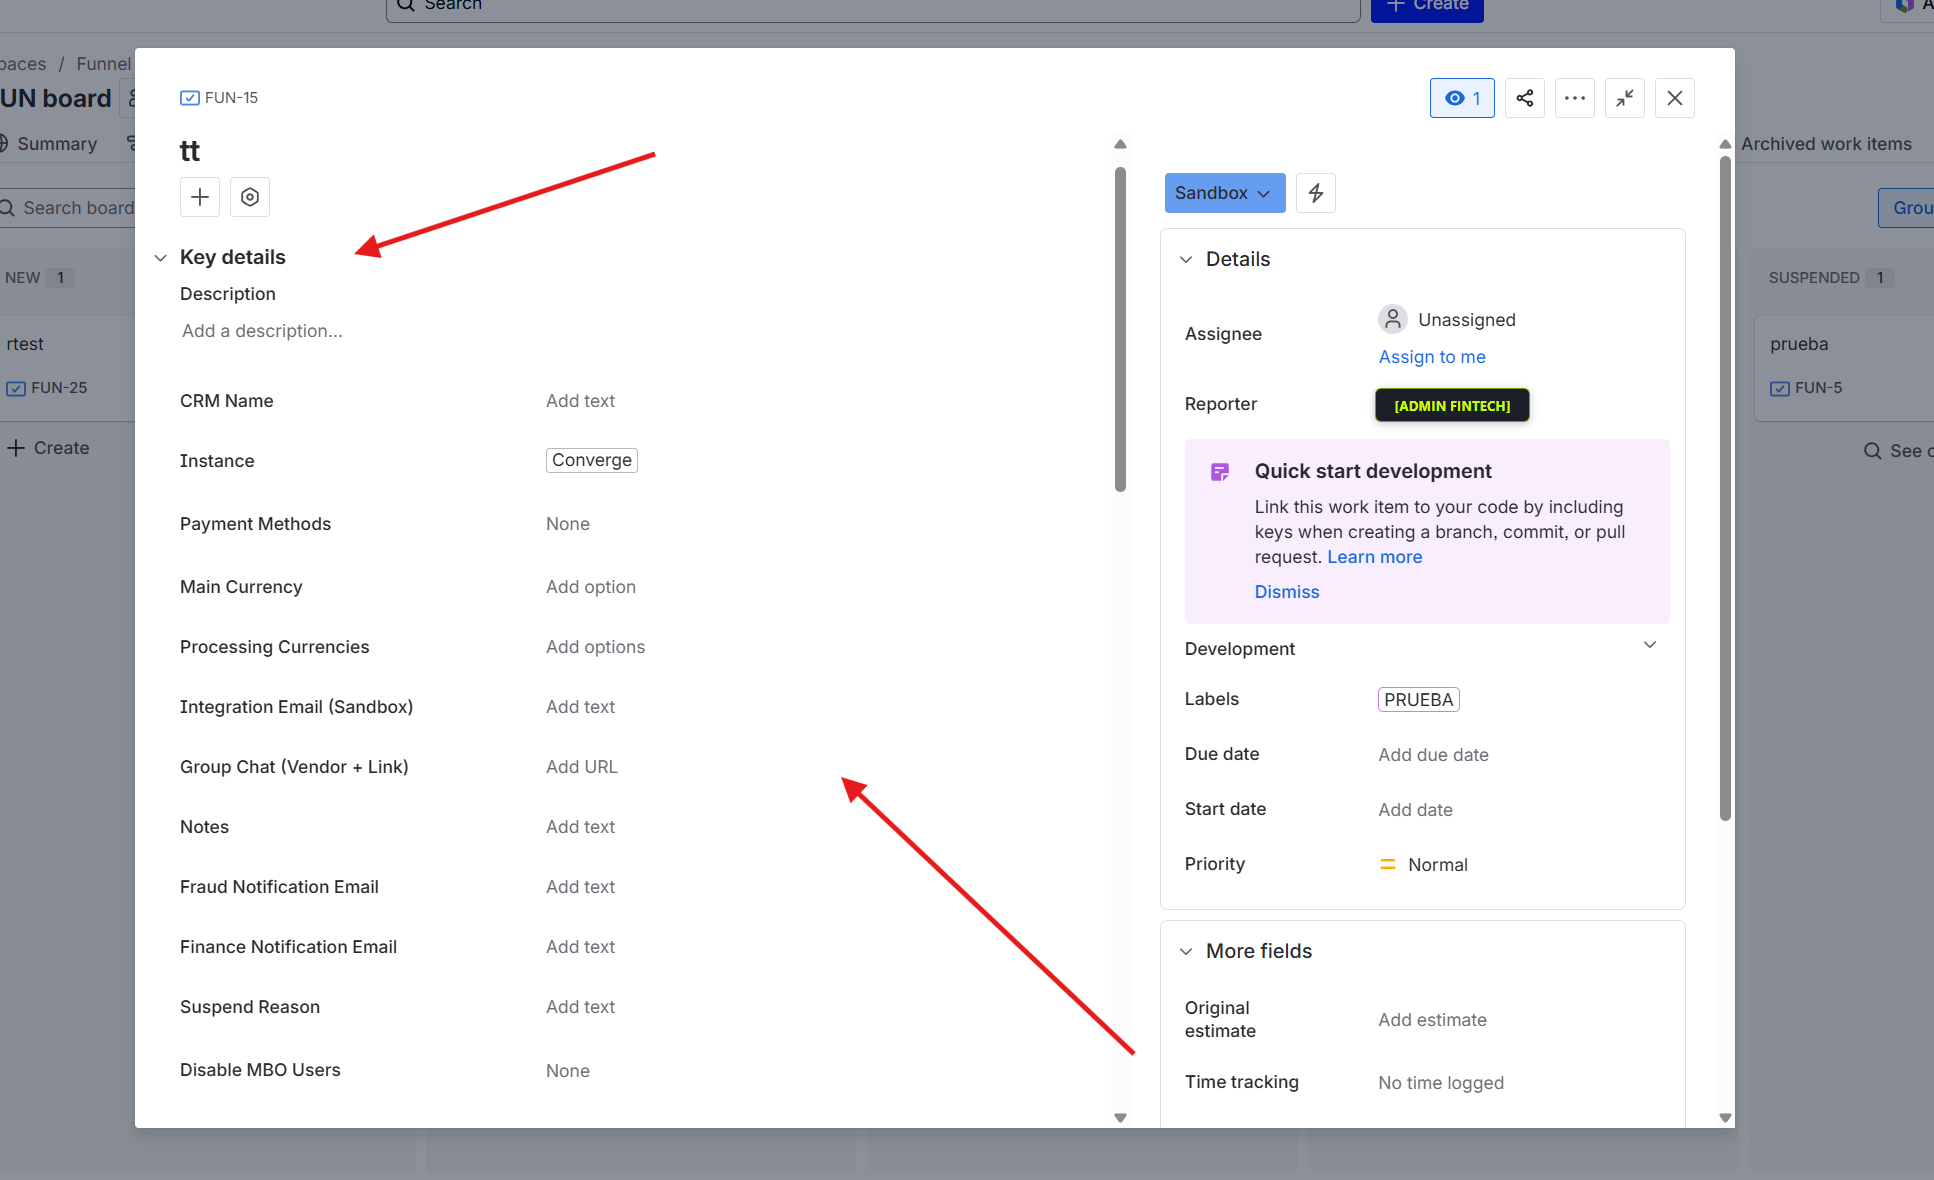 Search
Create
paces / Funnel
UN board
Summary
Archived work items
Search board
Grou
NEW 1
rtest
FUN-25
Create
SUSPENDED 1
prueba
FUN-5
See
FUN-15
1
tt
Key details
Description
Add a description...
CRM Name Add text
Instance Converge
Payment Methods None
Main Currency Add option
Processing Currencies Add options
Integration Email (Sandbox) Add text
Group Chat (Vendor + Link) Add URL
Notes Add text
Fraud Notification Email Add text
Finance Notification Email Add text
Suspend Reason Add text
Disable MBO Users None
Sandbox
Details
Assignee Unassigned
Assign to me
Reporter [ADMIN FINTECH]
Quick start development
Link this work item to your code by including
keys when creating a branch, commit, or pull
request. Learn more
Dismiss
Development
Labels PRUEBA
Due date Add due date
Start date Add date
Priority Normal
More fields
Original
estimate Add estimate
Time tracking No time logged